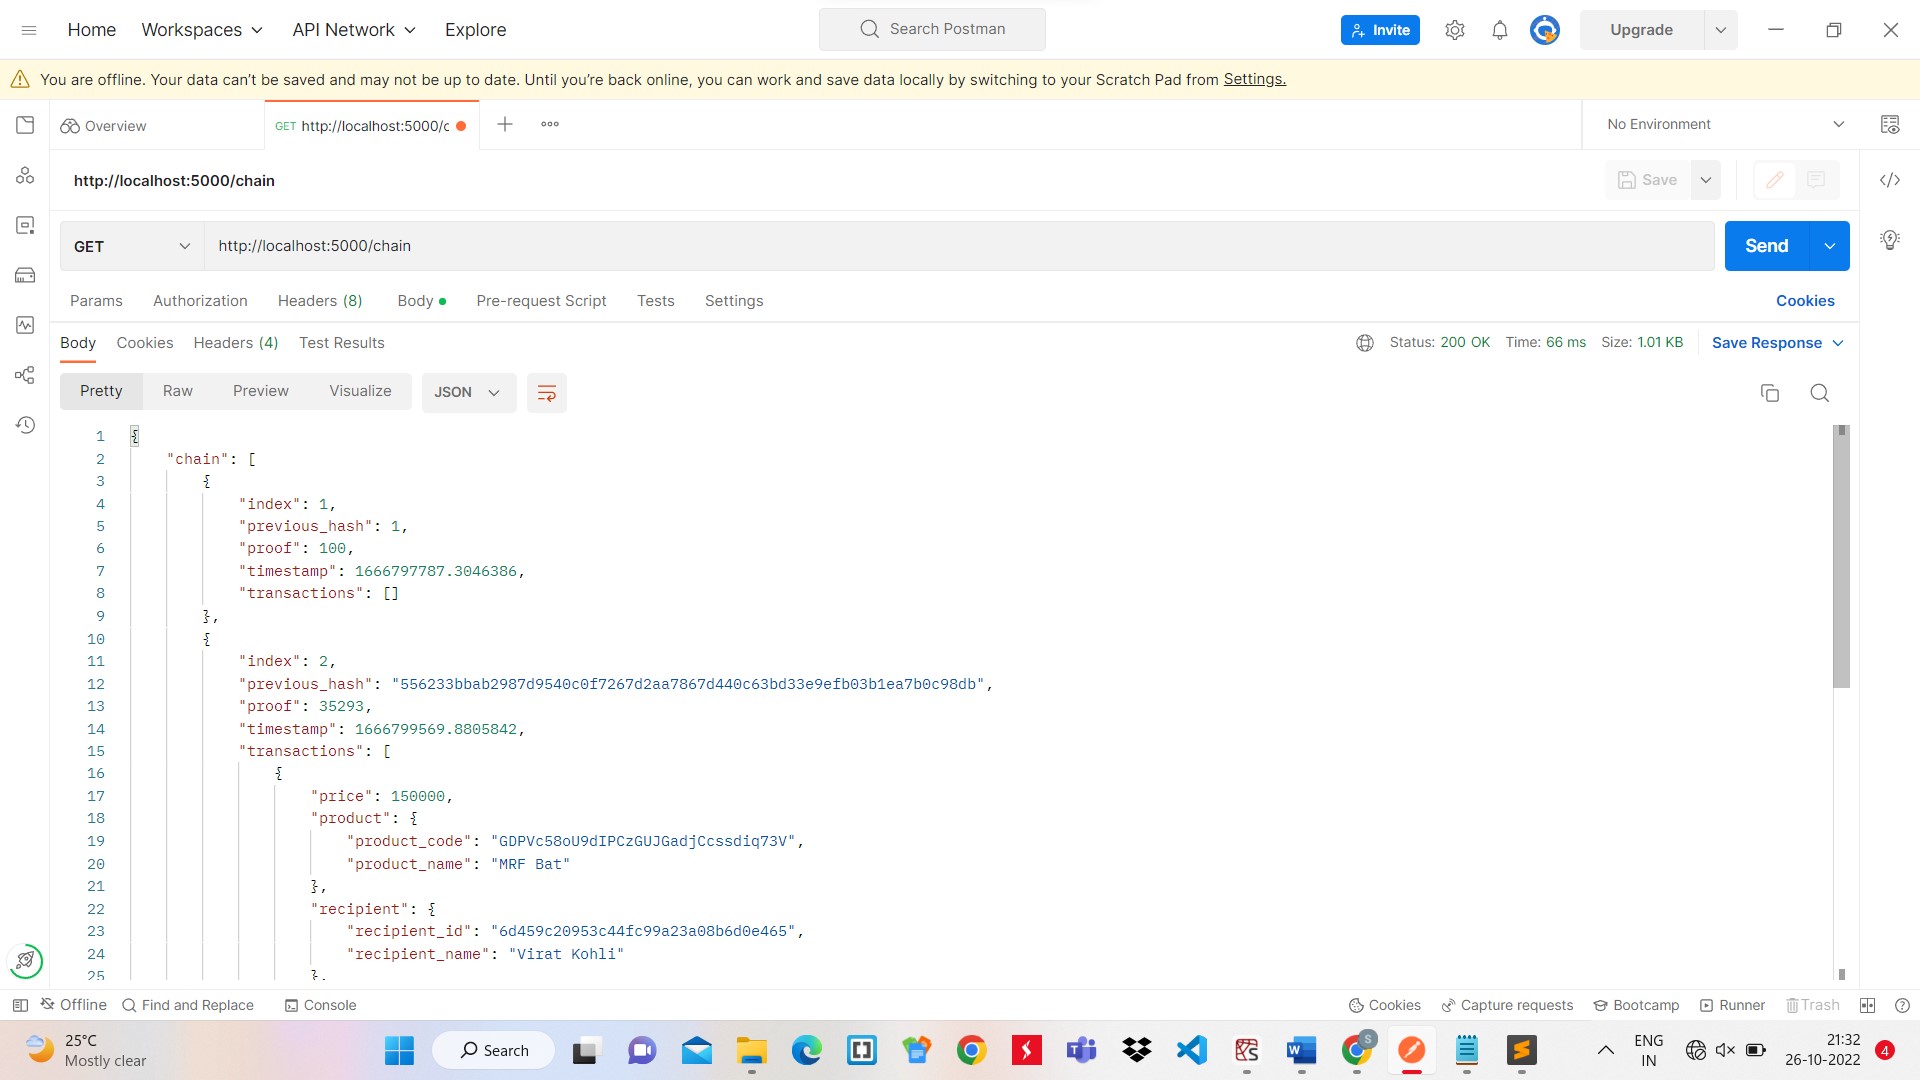 Home Workspaces API Network Explore Search Postman Invite Upgrade
You are offline. Your data can't be saved and may not be up to date. Until you're back online, you can work and save data locally by switching to your Scratch Pad from Settings.
Overview GET http://localhost:5000/c No Environment
http://localhost:5000/chain Save
GET http://localhost:5000/chain Send
Params Authorization Headers (8) Body Pre-request Script Tests Settings Cookies
Body Cookies Headers (4) Test Results Status: 200 OK Time: 66 ms Size: 1.01 KB Save Response
Pretty Raw Preview Visualize JSON
1 {
2 "chain": [
3 {
4 "index": 1,
5 "previous_hash": 1,
6 "proof": 100,
7 "timestamp": 1666797787.3046386,
8 "transactions": []
9 },
10 {
11 "index": 2,
12 "previous_hash": "556233bbab2987d9540c0f7267d2aa7867d440c63bd33e9efb03b1ea7b0c98db",
13 "proof": 35293,
14 "timestamp": 1666799569.8805842,
15 "transactions": [
16 {
17 "price": 150000,
18 "product": {
19 "product_code": "GDPVc58oU9dIPCzGUJGadjCcssdiq73V",
20 "product_name": "MRF Bat"
21 },
22 "recipient": {
23 "recipient_id": "6d459c20953c44fc99a23a08b6d0e465",
24 "recipient_name": "Virat Kohli"
25 },
Offline Find and Replace Console Cookies Capture requests Bootcamp Runner Trash
25°C Search S ENG 21:32
Mostly clear IN 26-10-2022 4